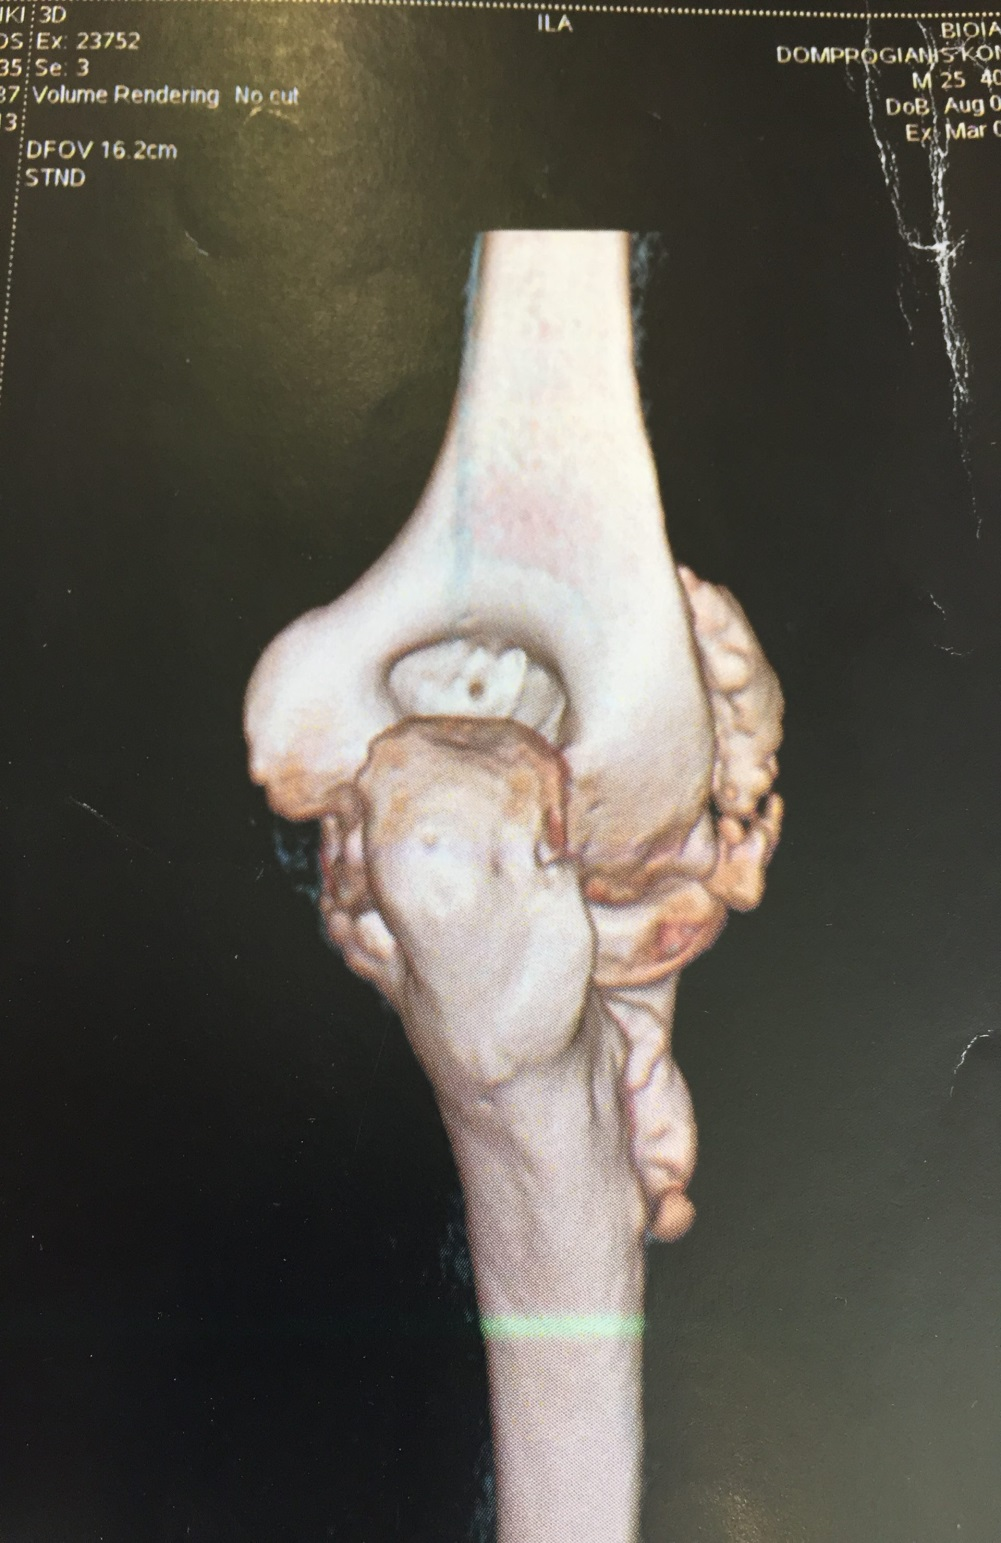 3D
Ex: 23752
Se: 3
Volume Rendering No cut
DFOV 16.2cm
STND
ILA
BIOIA
DOMPROGIANIS KON
M 25 40
DoB: Aug 0
Ex: Mar 0